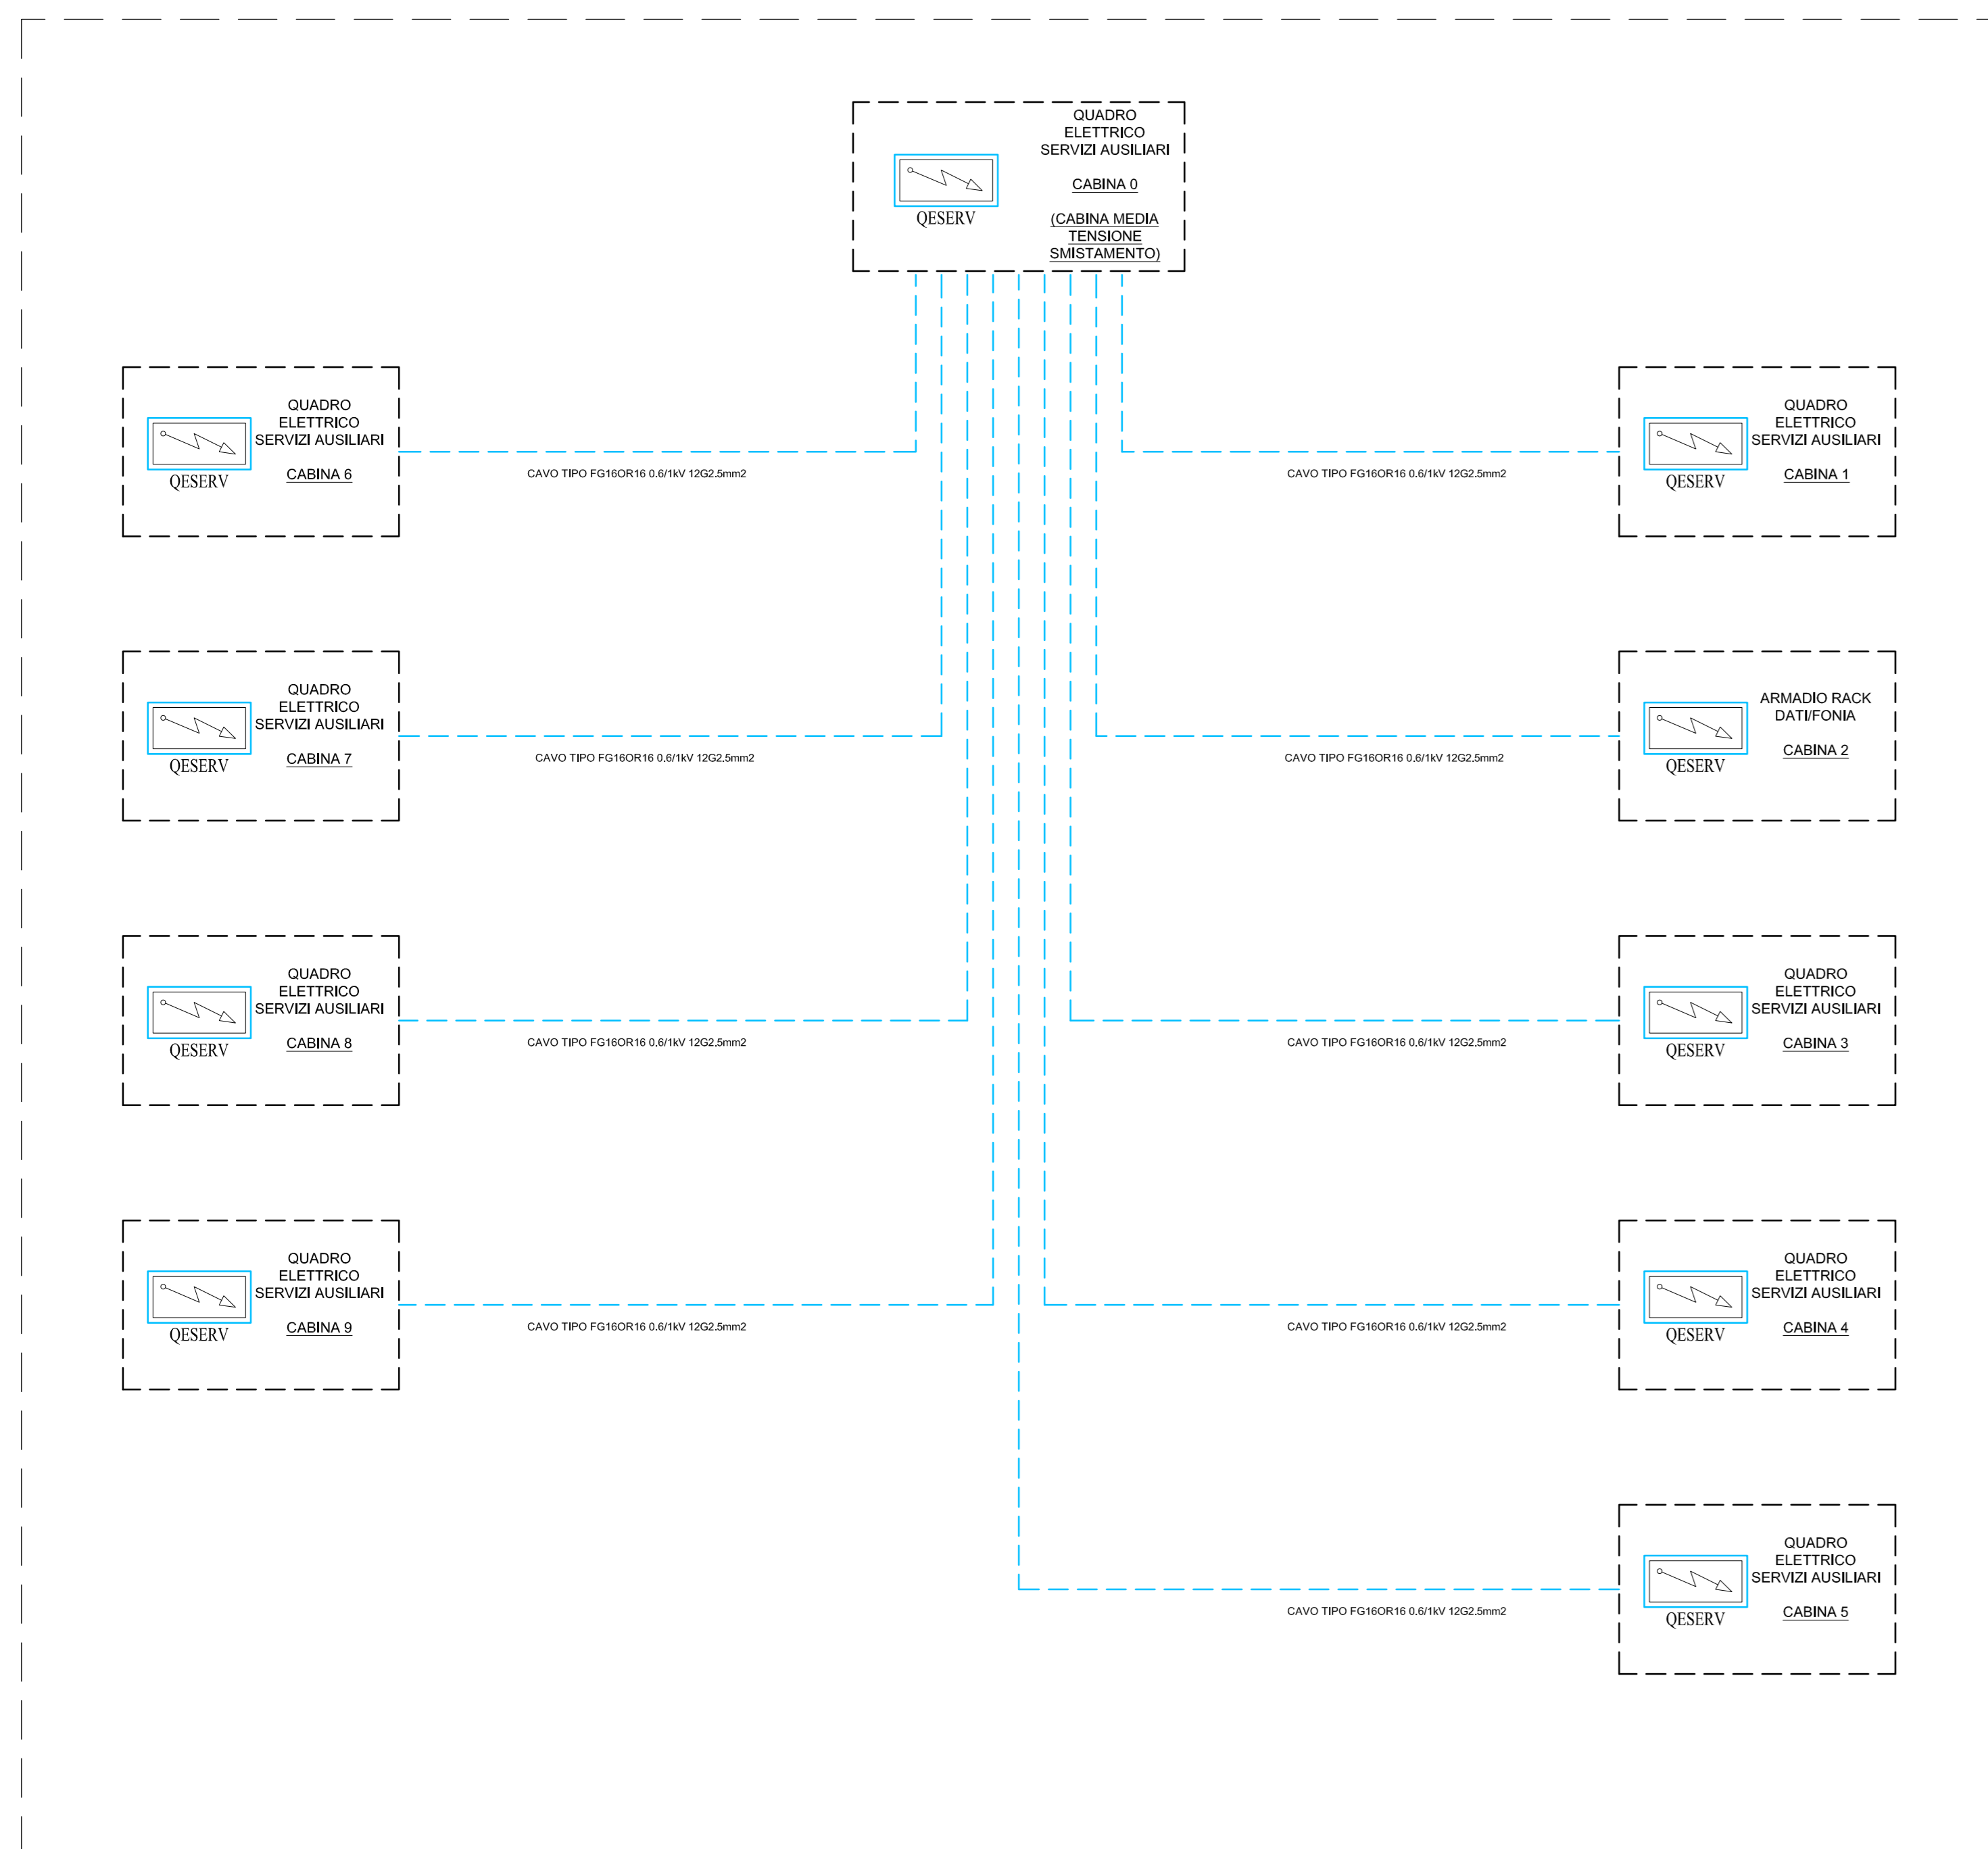 QUADRO
ELETTRICO
SERVIZI AUSILIARI
CABINA 0
(CABINA MEDIA
TENSIONE
SMISTAMENTO)
QESERV
QUADRO
ELETTRICO
SERVIZI AUSILIARI
CABINA 6
QESERV
CAVO TIPO FG16OR16 0.6/1kV 12G2.5mm2
CAVO TIPO FG16OR16 0.6/1kV 12G2.5mm2
QUADRO
ELETTRICO
SERVIZI AUSILIARI
CABINA 1
QESERV
QUADRO
ELETTRICO
SERVIZI AUSILIARI
CABINA 7
QESERV
CAVO TIPO FG16OR16 0.6/1kV 12G2.5mm2
CAVO TIPO FG16OR16 0.6/1kV 12G2.5mm2
ARMADIO RACK
DATI/FONIA
CABINA 2
QESERV
QUADRO
ELETTRICO
SERVIZI AUSILIARI
CABINA 8
QESERV
CAVO TIPO FG16OR16 0.6/1kV 12G2.5mm2
CAVO TIPO FG16OR16 0.6/1kV 12G2.5mm2
QUADRO
ELETTRICO
SERVIZI AUSILIARI
CABINA 3
QESERV
QUADRO
ELETTRICO
SERVIZI AUSILIARI
CABINA 9
QESERV
CAVO TIPO FG16OR16 0.6/1kV 12G2.5mm2
CAVO TIPO FG16OR16 0.6/1kV 12G2.5mm2
QUADRO
ELETTRICO
SERVIZI AUSILIARI
CABINA 4
QESERV
CAVO TIPO FG16OR16 0.6/1kV 12G2.5mm2
QUADRO
ELETTRICO
SERVIZI AUSILIARI
CABINA 5
QESERV